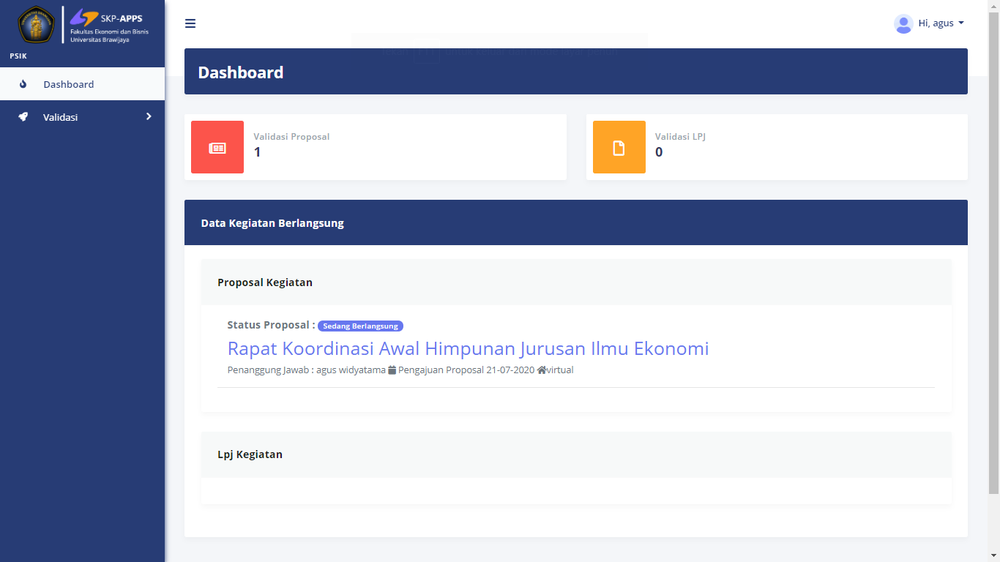 SKP-APPS
Fakultas Ekonomi dan Bisnis
Universitas Brawijaya
PSIK
Dashboard
Validasi
Hi, agus
Dashboard
Validasi Proposal
1
Validasi LPJ
0
Data Kegiatan Berlangsung
Proposal Kegiatan
Status Proposal : Sedang Berlangsung
Rapat Koordinasi Awal Himpunan Jurusan Ilmu Ekonomi
Penanggung Jawab : agus widyatama Pengajuan Proposal 21-07-2020 virtual
Lpj Kegiatan